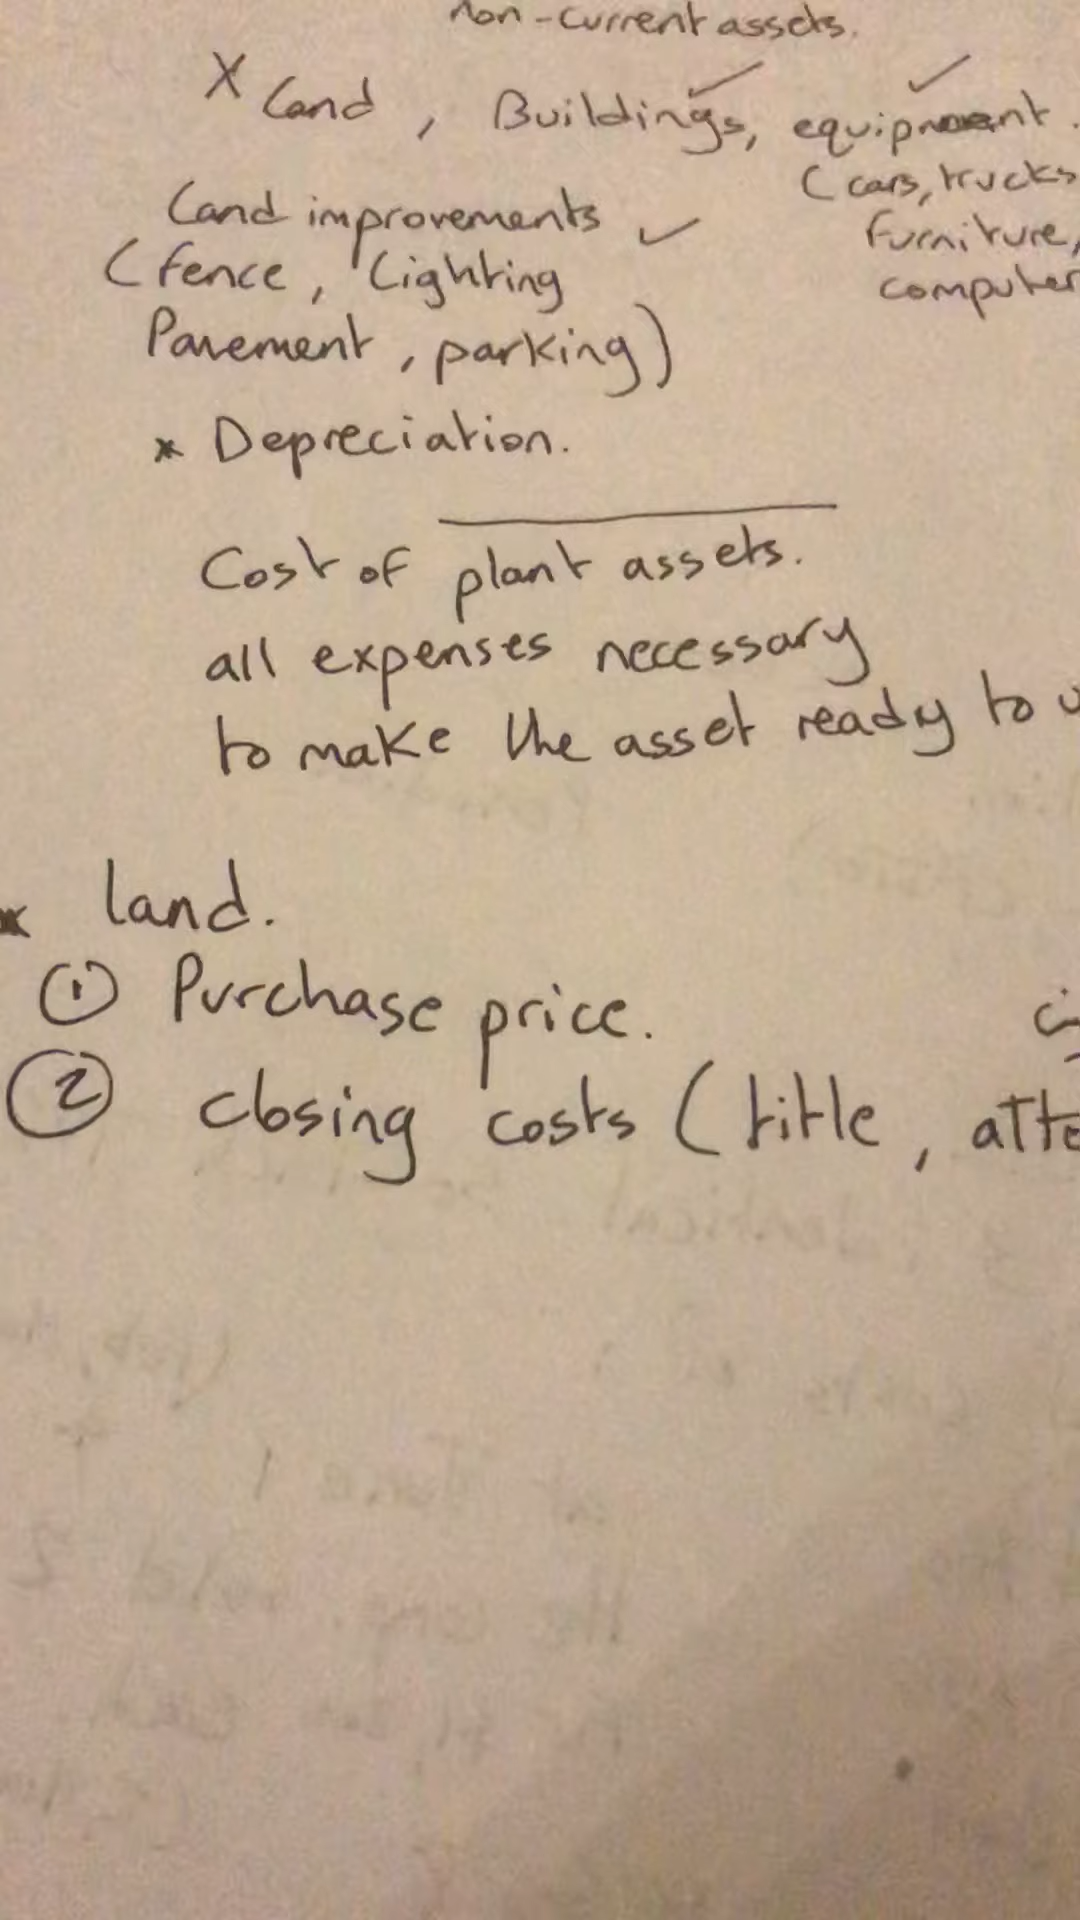 non-current assets.
X Land, Buildings, equipment.
(cars, trucks
Land improvements ✓
furniture,
(fence, Lighting
computer
Pavement, parking)
* Depreciation.
Cost of plant assets.
all expenses necessary
to make the asset ready to
* land.
① Purchase price.
② closing costs (title, atto